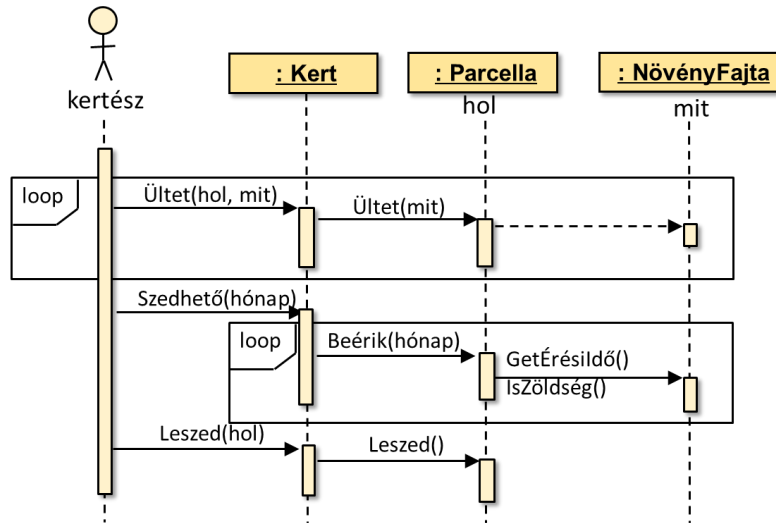 kertész
: Kert
: Parcella
hol
: NövényFajta
mit
loop
Ültet(hol, mit)
Ültet(mit)
Szedhető(hónap)
loop
Beérik(hónap)
GetÉrésiIdő()
IsZöldség()
Leszed(hol)
Leszed()